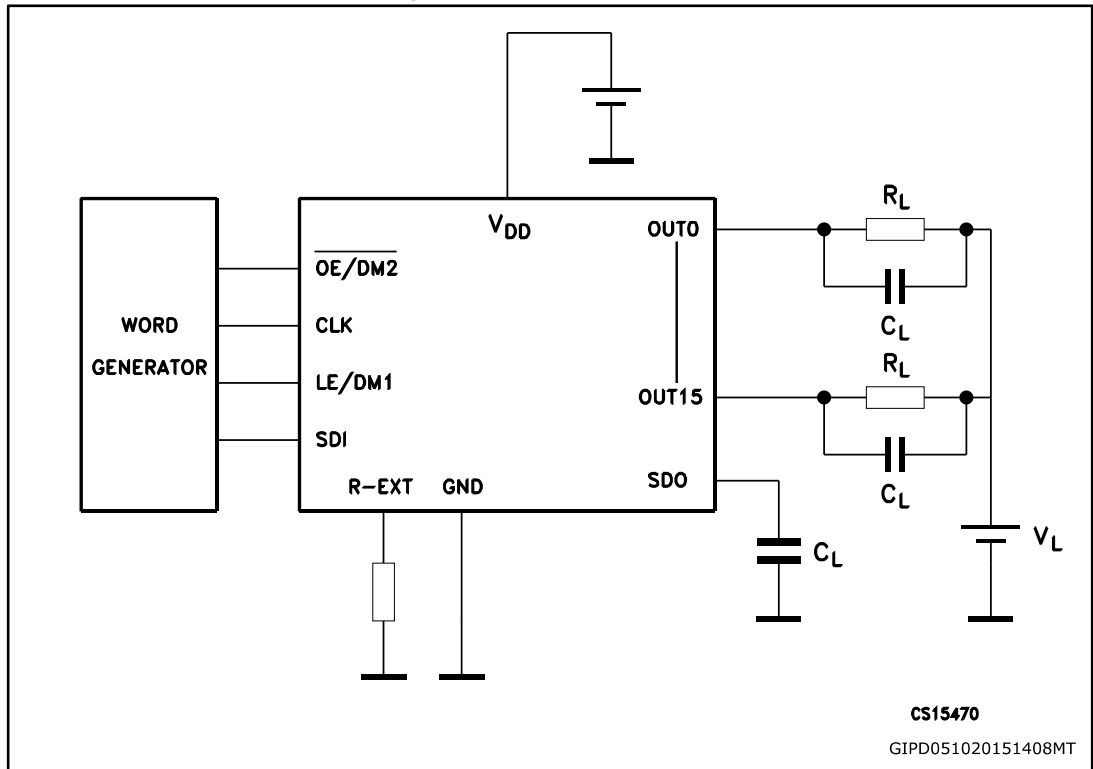 V_DD
OUT0
R_L
OE/DM2
CLK
C_L
WORD
GENERATOR
R_L
LE/DM1
OUT15
SDI
C_L
SDO
R-EXT
GND
C_L
V_L
CS15470
GIPD051020151408MT